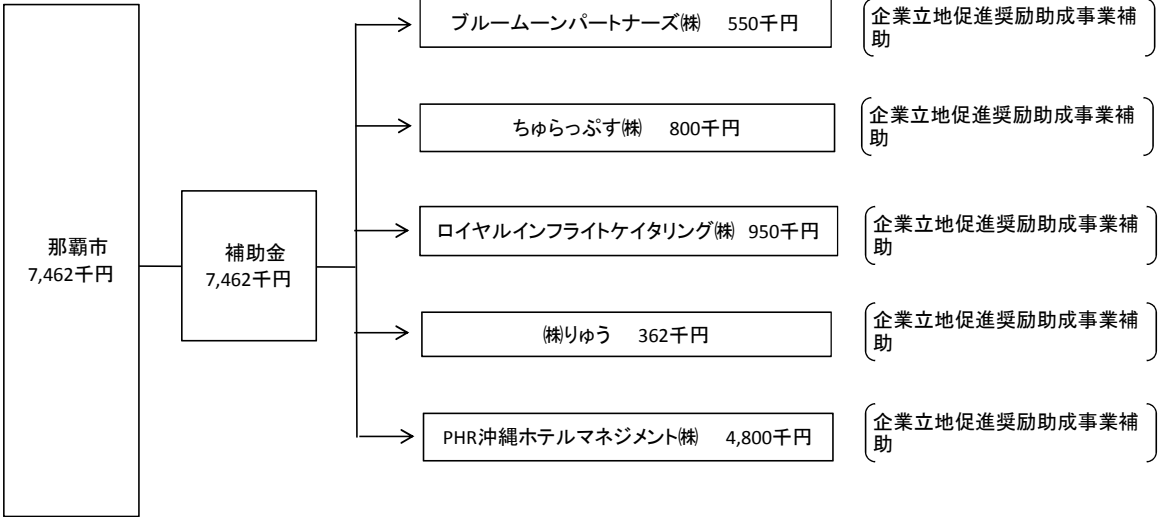 ブルームーンパートナーズ㈱ 550千円
企業立地促進奨励助成事業補
助
ちゅらっぷす㈱ 800千円
企業立地促進奨励助成事業補
助
那覇市
7,462千円
補助金
7,462千円
ロイヤルインフライトケイタリング㈱ 950千円
企業立地促進奨励助成事業補
助
㈱りゅう 362千円
企業立地促進奨励助成事業補
助
PHR沖縄ホテルマネジメント㈱ 4,800千円
企業立地促進奨励助成事業補
助